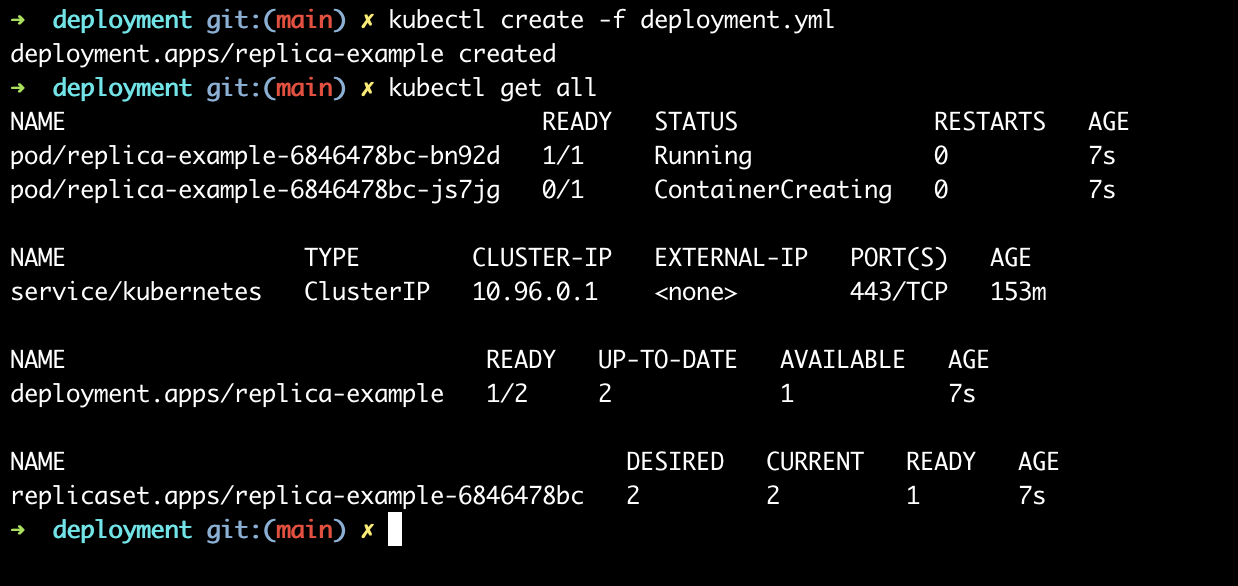 ➜  deployment git:(main) ✗ kubectl create -f deployment.yml
deployment.apps/replica-example created
➜  deployment git:(main) ✗ kubectl get all
NAME                                  READY   STATUS              RESTARTS   AGE
pod/replica-example-6846478bc-bn92d   1/1     Running             0          7s
pod/replica-example-6846478bc-js7jg   0/1     ContainerCreating   0          7s

NAME                 TYPE        CLUSTER-IP   EXTERNAL-IP   PORT(S)   AGE
service/kubernetes   ClusterIP   10.96.0.1    <none>        443/TCP   153m

NAME                              READY   UP-TO-DATE   AVAILABLE   AGE
deployment.apps/replica-example   1/2     2            1           7s

NAME                                        DESIRED   CURRENT   READY   AGE
replicaset.apps/replica-example-6846478bc   2         2         1       7s
➜  deployment git:(main) ✗